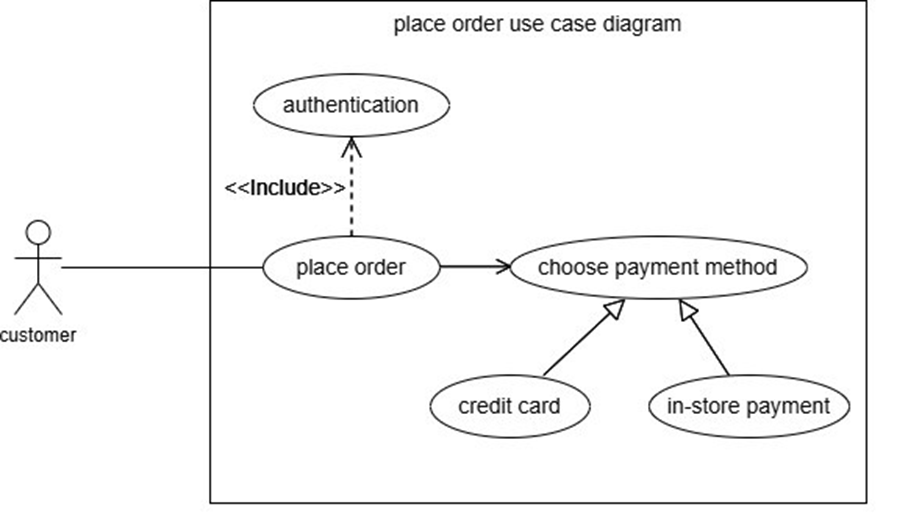 place order use case diagram
authentication
<<Include>>
place order
choose payment method
customer
credit card
in-store payment